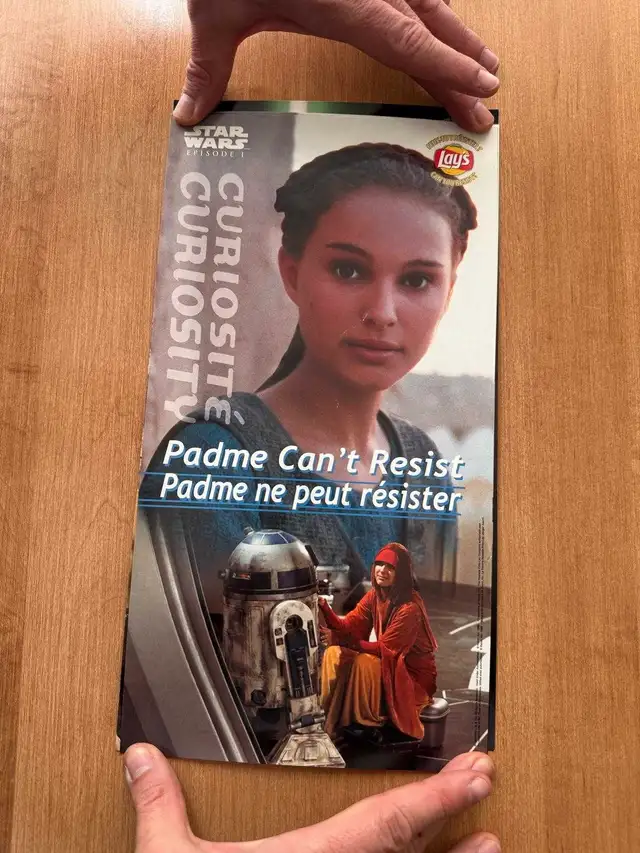 STAR
WARS
EPISODE I
Lay's
CURIOSITÉ
CURIOSITY
Padme Can't Resist
Padme ne peut résister